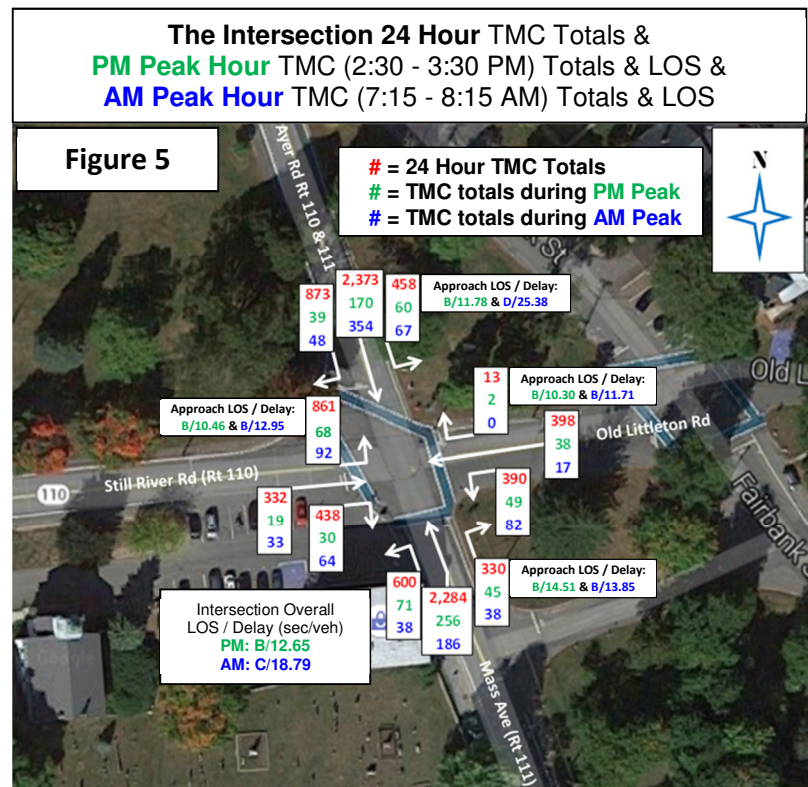 The Intersection 24 Hour TMC Totals &
PM Peak Hour TMC (2:30 - 3:30 PM) Totals & LOS &
AM Peak Hour TMC (7:15 - 8:15 AM) Totals & LOS
Figure 5
# = 24 Hour TMC Totals
# = TMC totals during PM Peak
# = TMC totals during AM Peak
N
Ayer Rd Rt 110 & 111
873
39
48
2,373
170
354
458
60
67
Approach LOS / Delay:
B/11.78 & D/25.38
13
2
0
Approach LOS / Delay:
B/10.30 & B/11.71
Old L
Old Littleton Rd
398
38
17
Approach LOS / Delay:
B/10.46 & B/12.95
861
68
92
Still River Rd (Rt 110)
110
332
19
33
438
30
64
390
49
82
Fairbank S
600
71
38
2,284
256
186
330
45
38
Approach LOS / Delay:
B/14.51 & B/13.85
Intersection Overall
LOS / Delay (sec/veh)
PM: B/12.65
AM: C/18.79
Google
Mass Ave (Rt 111)